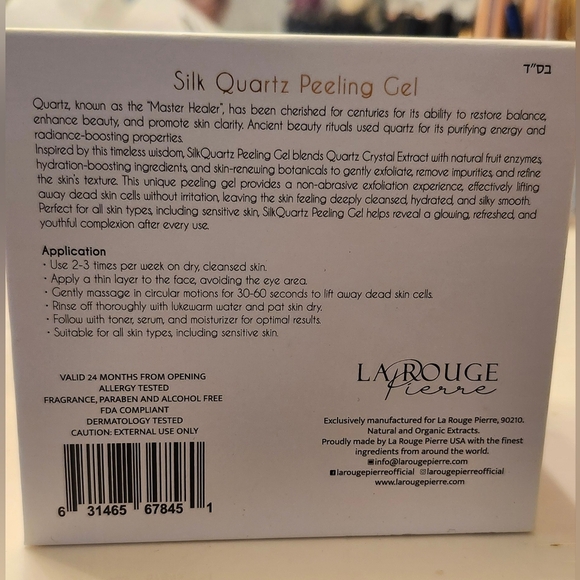 בס"ד
Silk Quartz Peeling Gel
Quartz, known as the "Master Healer", has been cherished for centuries for its ability to restore balance,
enhance beauty, and promote skin clarity. Ancient beauty rituals used quartz for its purifying energy and
radiance-boosting properties.
Inspired by this timeless wisdom, SilkQuartz Peeling Gel blends Quartz Crystal Extract with natural fruit enzymes,
hydration-boosting ingredients, and skin-renewing botanicals to gently exfoliate, remove impurities, and refine
the skin's texture. This unique peeling gel provides a non-abrasive exfoliation experience, effectively lifting
away dead skin cells without irritation, leaving the skin feeling deeply cleansed, hydrated, and silky smooth.
Perfect for all skin types, including sensitive skin, SilkQuartz Peeling Gel helps reveal a glowing, refreshed, and
youthful complexion after every use.
Application
· Use 2-3 times per week on dry, cleansed skin.
· Apply a thin layer to the face, avoiding the eye area.
· Gently massage in circular motions for 30-60 seconds to lift away dead skin cells.
· Rinse off thoroughly with lukewarm water and pat skin dry.
· Follow with toner, serum, and moisturizer for optimal results.
· Suitable for all skin types, including sensitive skin.
VALID 24 MONTHS FROM OPENING
ALLERGY TESTED
FRAGRANCE, PARABEN AND ALCOHOL FREE
FDA COMPLIANT
DERMATOLOGY TESTED
CAUTION: EXTERNAL USE ONLY
6 31465 67845 1
LA ROUGE
Pierre
Exclusively manufactured for La Rouge Pierre, 90210.
Natural and Organic Extracts.
Proudly made by La Rouge Pierre USA with the finest
ingredients from around the world.
info@larougepierre.com
larougepierreofficial larougepierreofficial
www.larougepierre.com